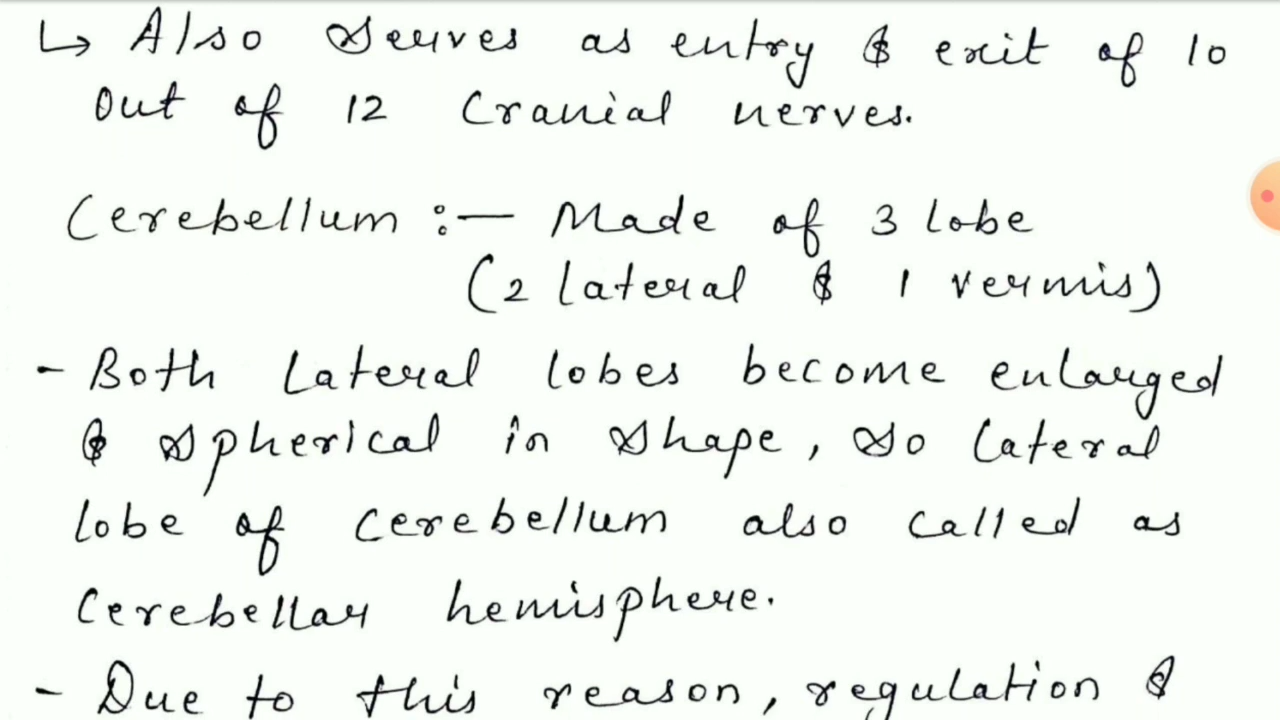 ↳ Also serves as entry & exit of 10
out of 12 Cranial nerves.
Cerebellum :— Made of 3 lobe
(2 lateral & 1 vermis)
- Both Lateral lobes become enlarged
& spherical in shape, so lateral
lobe of cerebellum also called as
Cerebellar hemisphere.
- Due to this reason, regulation &